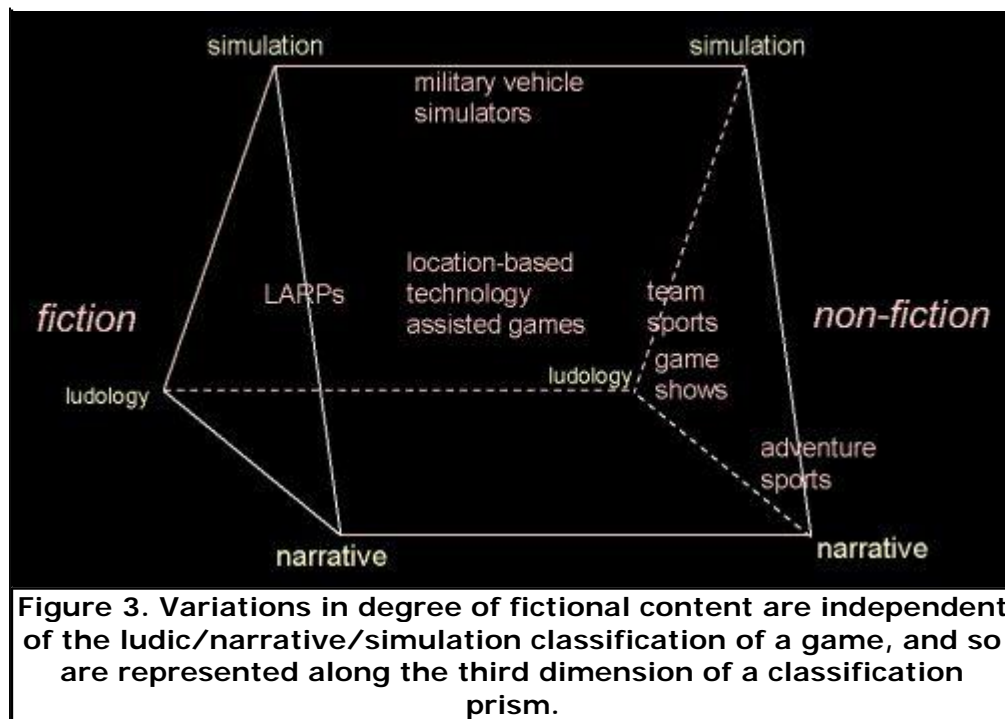 simulation
simulation
military vehicle
simulators
location-based
technology
assisted games
LARPs
team
sports
fiction
non-fiction
game
shows
ludology
ludology
adventure
sports
narrative
narrative
Figure 3. Variations in degree of fictional content are independent
of the ludic/narrative/simulation classification of a game, and so
are represented along the third dimension of a classification
prism.